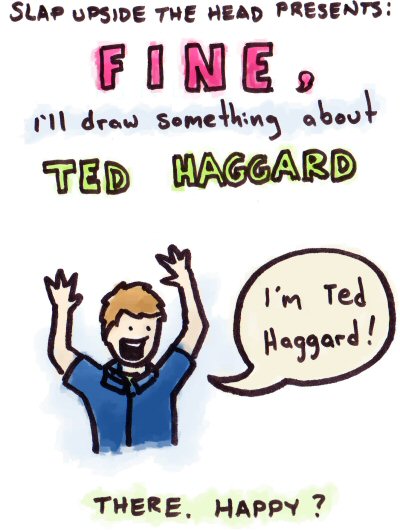 SLAP UPSIDE THE HEAD PRESENTS:
FINE,
i'll draw something about
TED HAGGARD
I'm Ted
Haggard!
THERE. HAPPY?